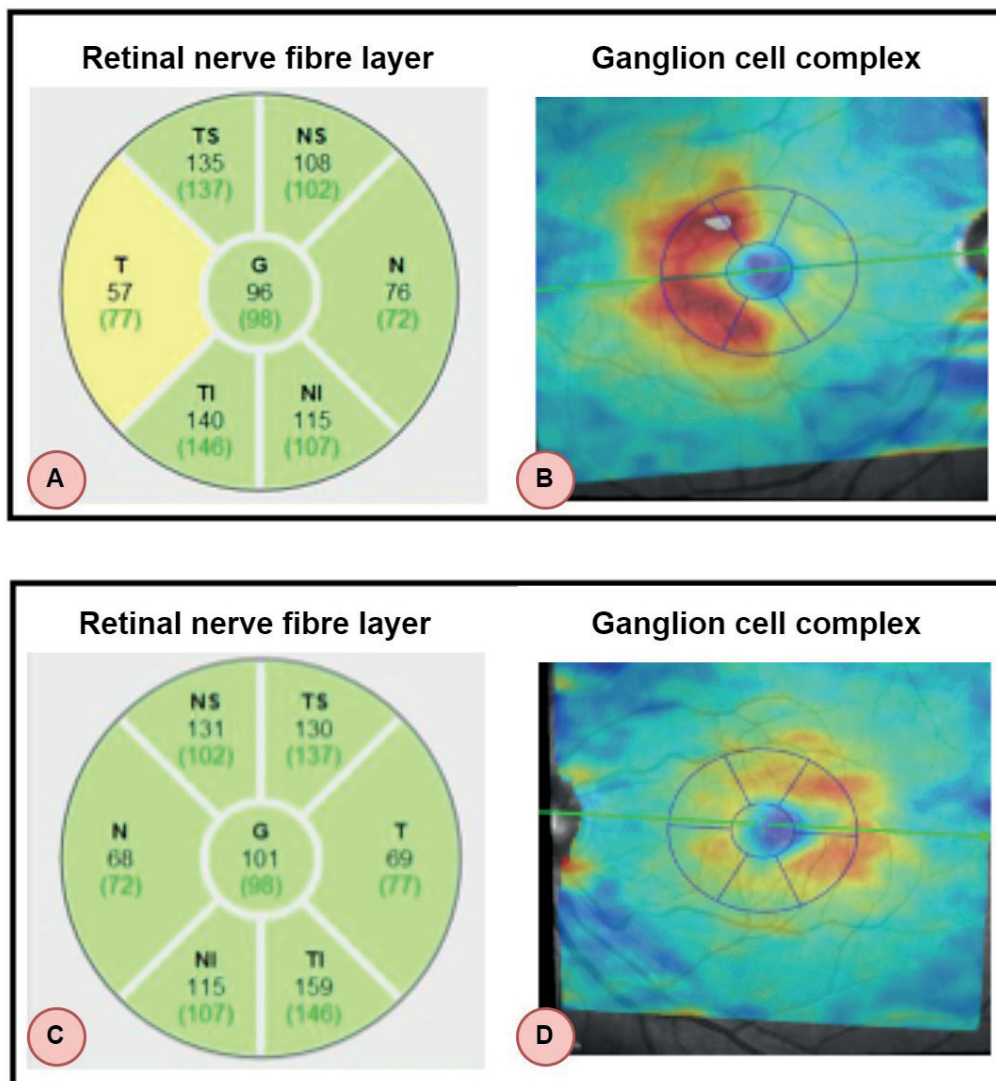 Retinal nerve fibre layer
Ganglion cell complex
TS
135
(137)
NS
108
(102)
T
57
(77)
G
96
(98)
N
76
(72)
TI
140
(146)
NI
115
(107)
A
B
Retinal nerve fibre layer
Ganglion cell complex
NS
131
(102)
TS
130
(137)
N
68
(72)
G
101
(98)
T
69
(77)
NI
115
(107)
TI
159
(146)
C
D